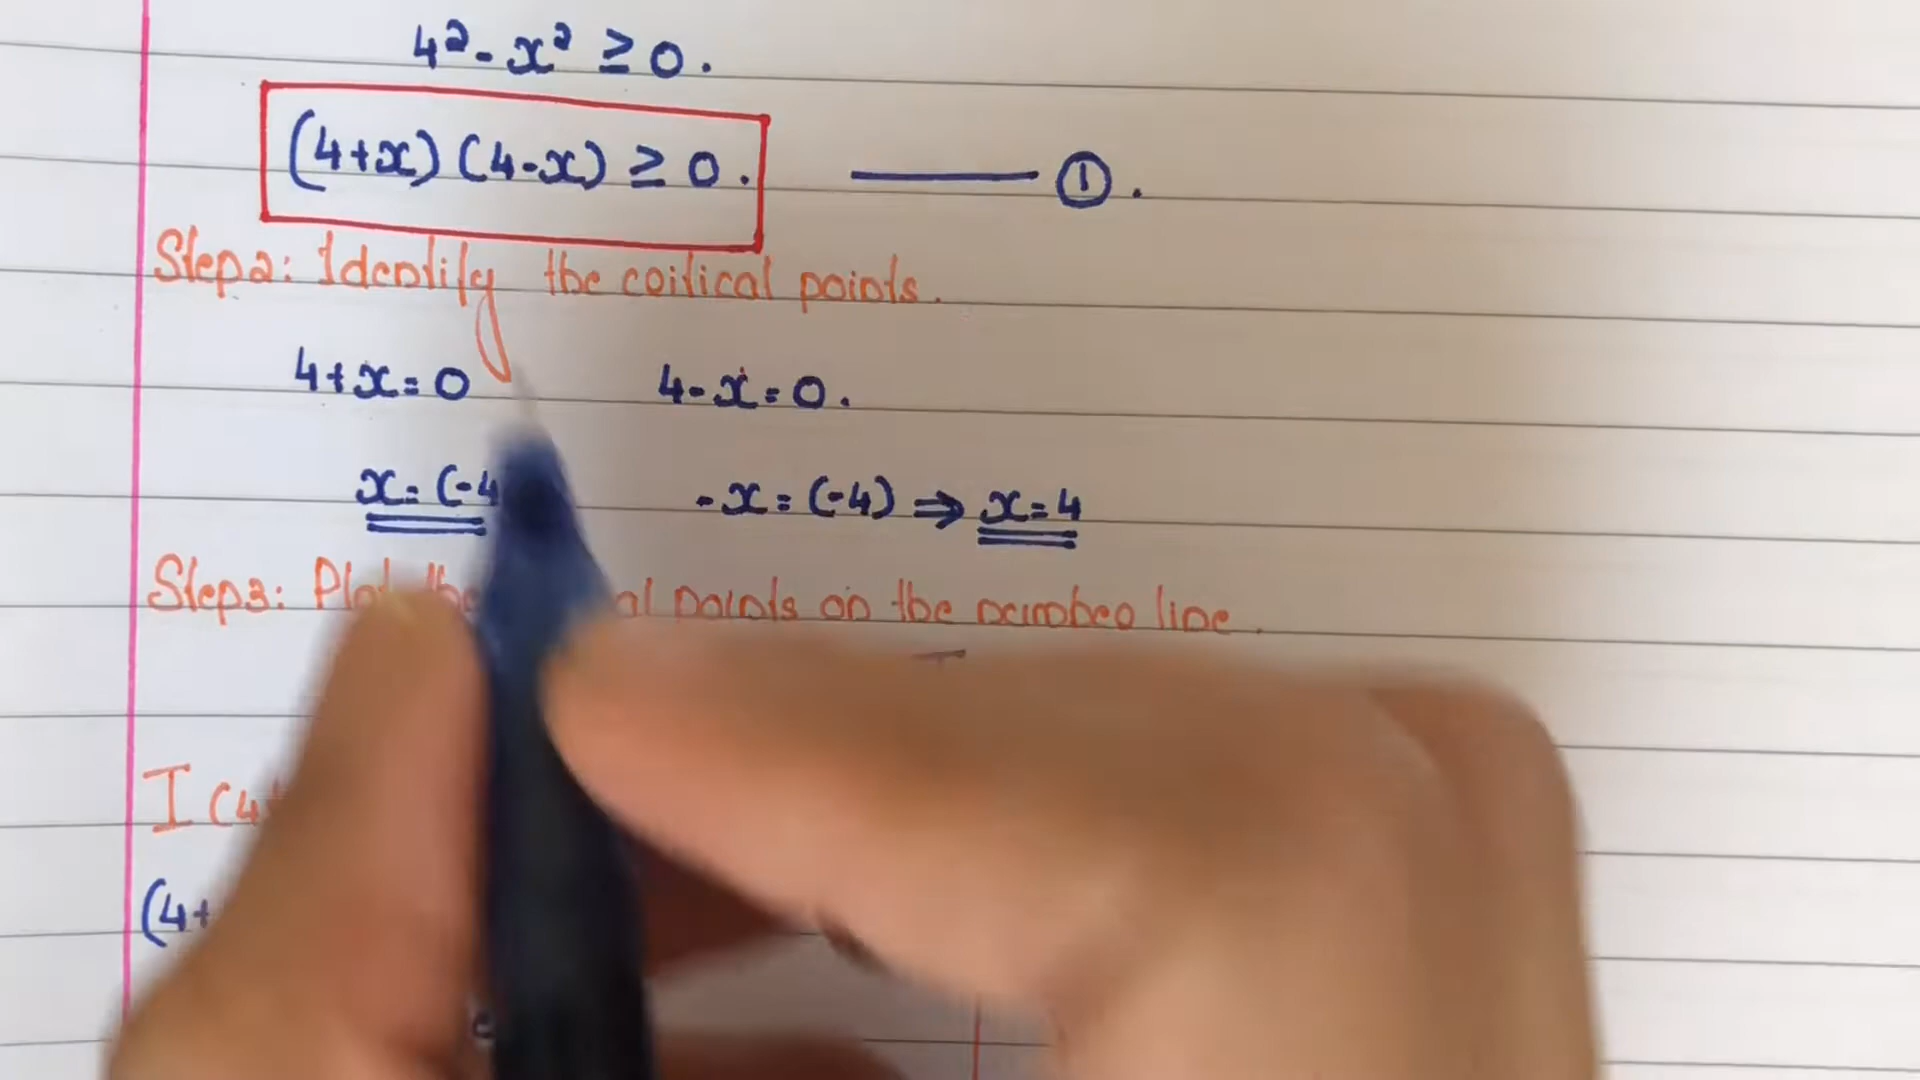 4² - x² ≥ 0.
(4+x) (4-x) ≥ 0. ——— ①.
Step2: Identify the critical points.
4+x=0 4-x=0.
x=(-4 -x=(-4) ⇒ x=4
Step3: Plot the al points on the number line.
I (4+
(4+